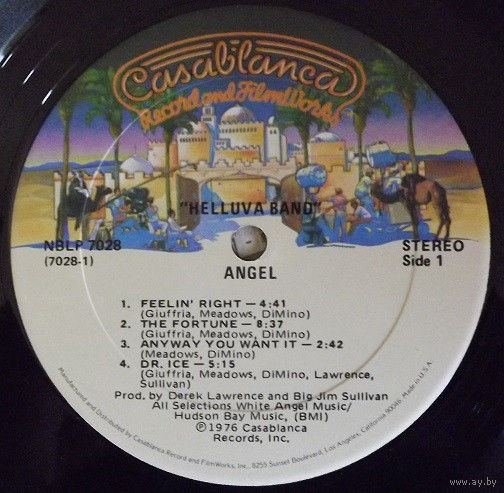 Casablanca
Record and FilmWorks
"HELLUVA BAND"
NBLP 7028
(7028-1)
STEREO
Side 1
ANGEL
1. FEELIN' RIGHT — 4:41
(Giuffria, Meadows, DiMino)
2. THE FORTUNE — 8:37
(Giuffria, Meadows, DiMino)
3. ANYWAY YOU WANT IT — 2:42
(Meadows, DiMino)
4. DR. ICE — 5:15
(Giuffria, Meadows, DiMino, Lawrence,
Sullivan)
Prod. by Derek Lawrence and Big Jim Sullivan
All Selections White Angel Music/
Hudson Bay Music, (BMI)
Ⓟ1976 Casablanca
Records, Inc.
Manufactured and Distributed by Casablanca Record and FilmWorks, Inc., 8255 Sunset Boulevard, Los Angeles, California 90046. Made in U.S.A.
www.ay.by